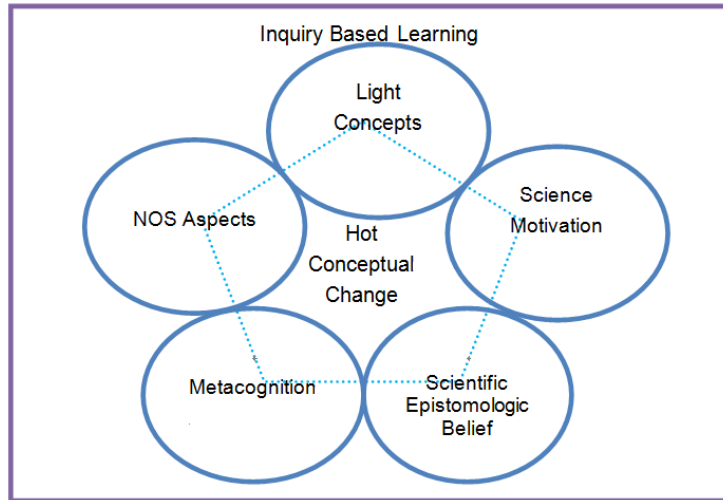 Inquiry Based Learning
Light
Concepts
NOS Aspects
Science
Motivation
Hot
Conceptual
Change
Metacognition
Scientific
Epistomologic
Belief